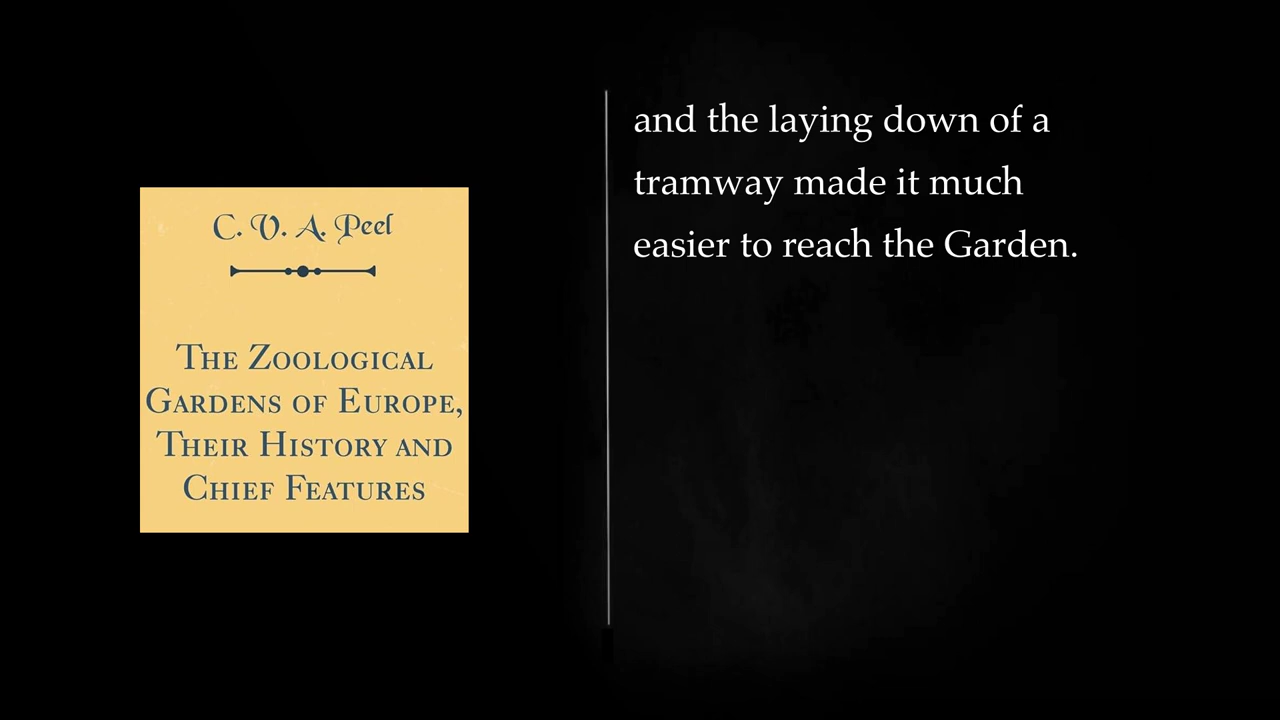 C. V. A. Peel
The Zoological
Gardens of Europe,
Their History and
Chief Features
and the laying down of a
tramway made it much
easier to reach the Garden.